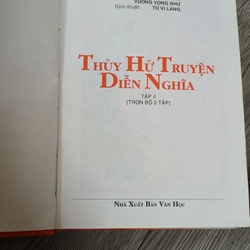 VƯƠNG VỌNG NHƯ
Dịch thuật: TỬ VI LANG
THỦY HỬ TRUYỆN
DIỄN NGHĨA
TẬP II
(TRỌN BỘ 2 TẬP)
NHÀ XUẤT BẢN VĂN HỌC